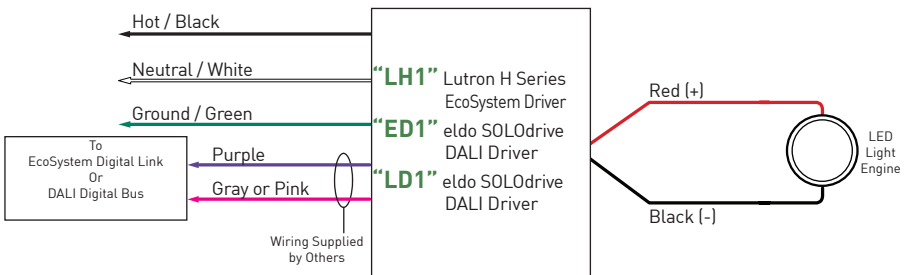 Hot / Black
Neutral / White
Ground / Green
To
EcoSystem Digital Link
Or
DALI Digital Bus
Purple
Gray or Pink
Wiring Supplied
by Others
“LH1” Lutron H Series
EcoSystem Driver
“ED1” eldo SOLOdrive
DALI Driver
“LD1” eldo SOLOdrive
DALI Driver
Red (+)
Black (-)
LED
Light
Engine